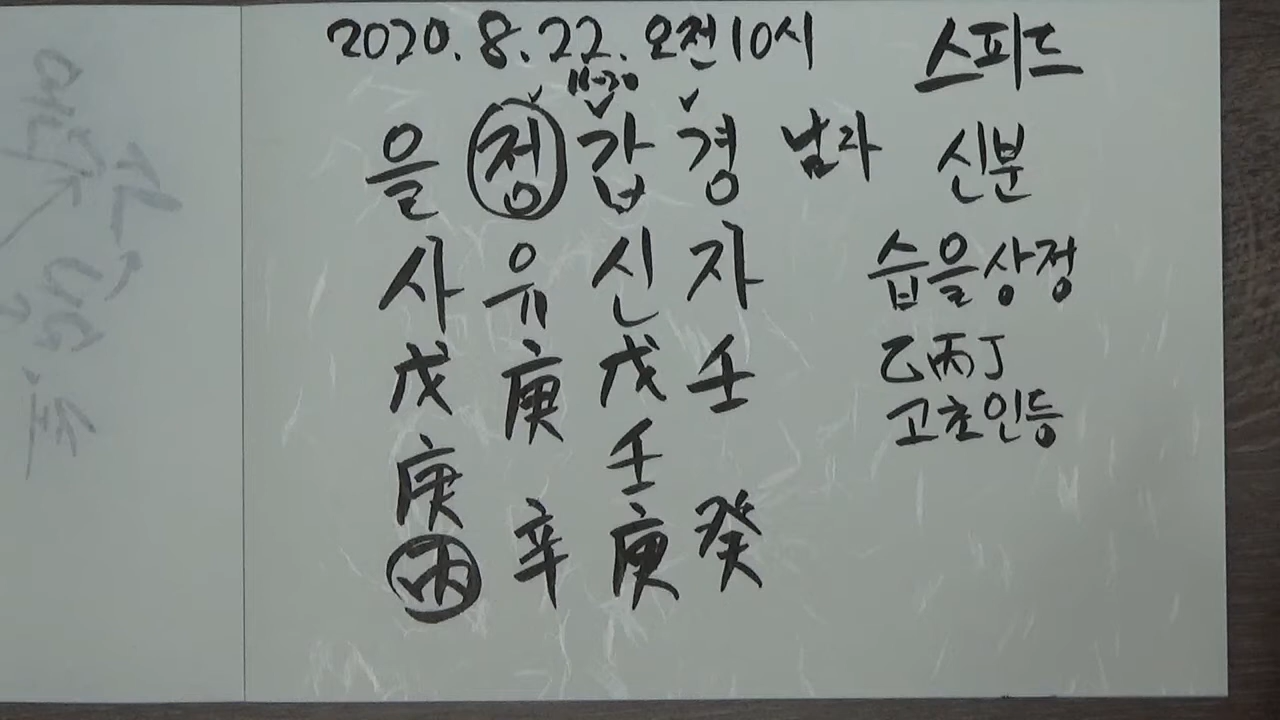 2020. 8. 22. 오전 10시 스피드
11:30
을 정 갑 경 남자 신분
사 유 신 자 습을상정
戊 庚 戊 壬 乙丙丁
고초인등
庚 壬
丙 辛 庚 癸